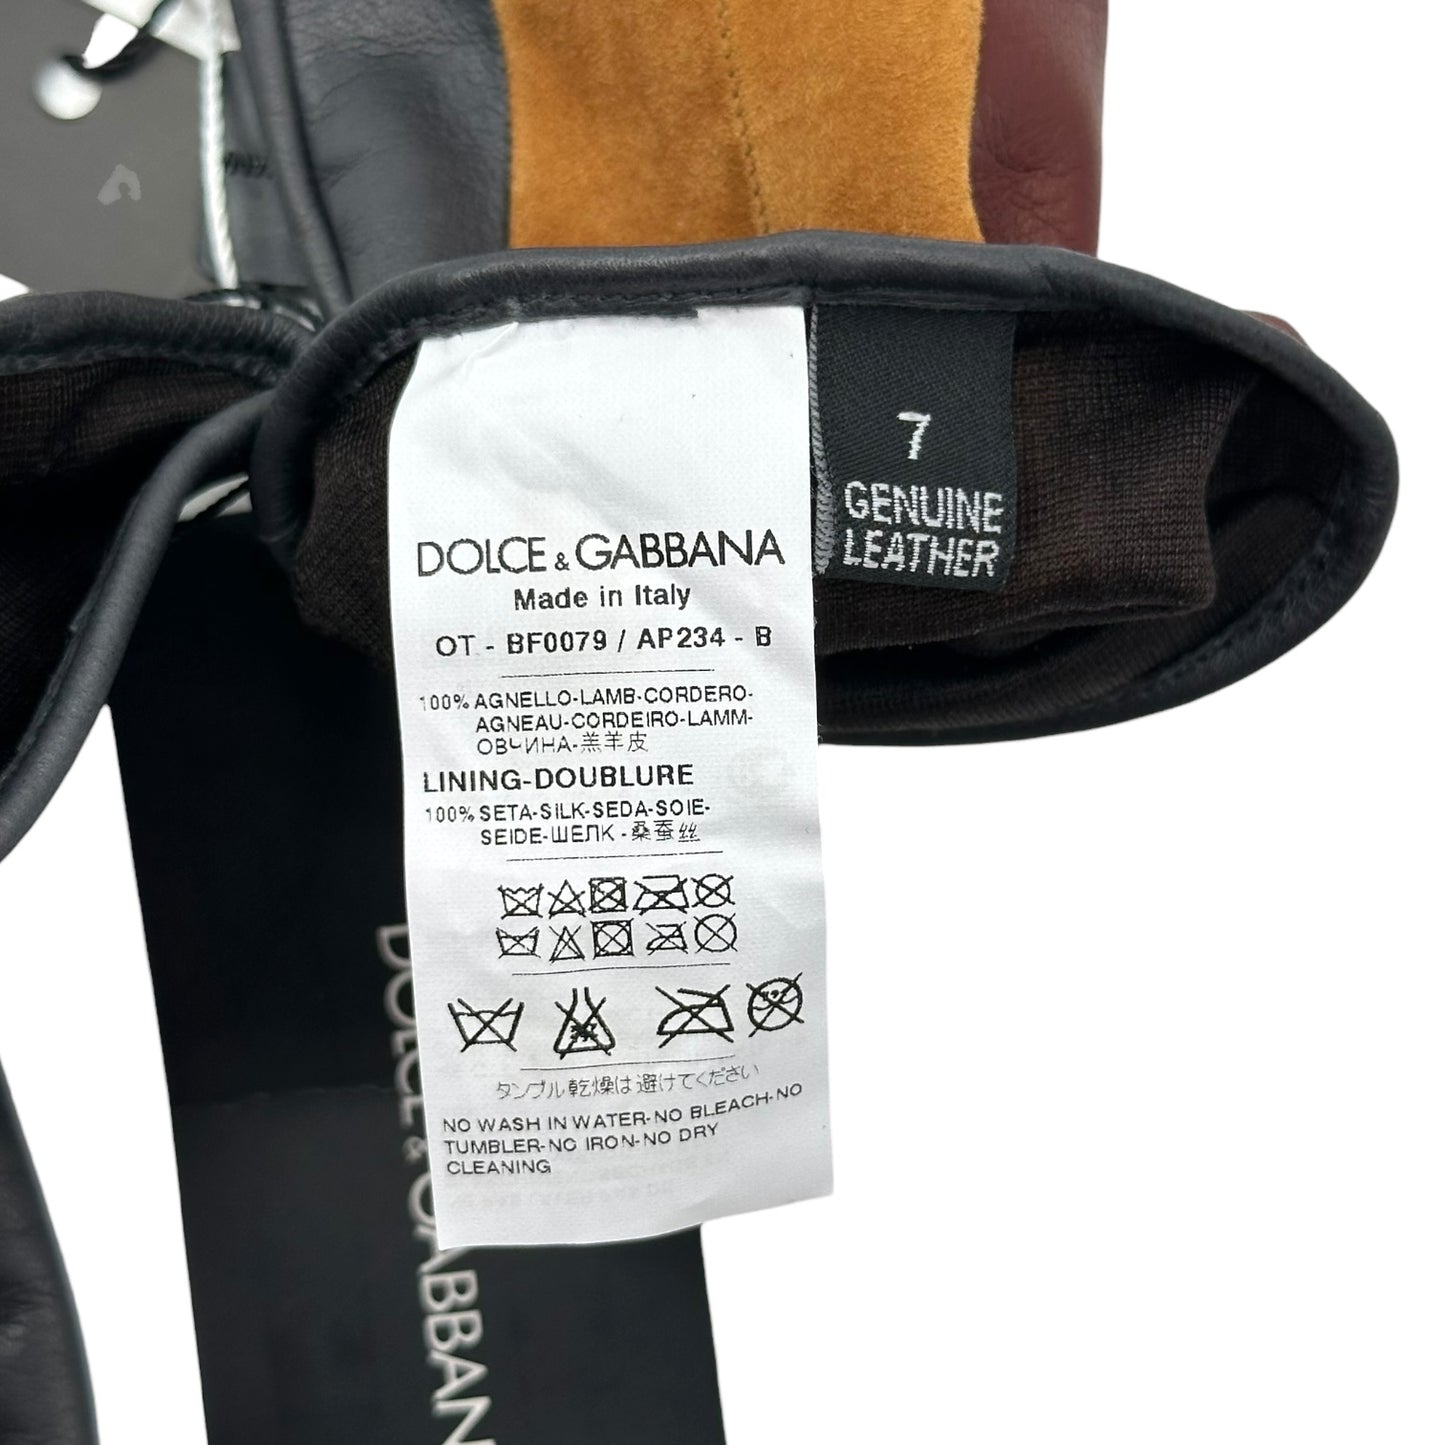 7
GENUINE
LEATHER
DOLCE & GABBANA
Made in Italy
OT - BF0079 / AP234 - B
100% AGNELLO-LAMB-CORDERO-
AGNEAU-CORDEIRO-LAMM-
ОВЧИНА-羔羊皮
LINING-DOUBLURE
100% SETA-SILK-SEDA-SOIE-
SEIDE-ШЕЛК-桑蚕丝
タンブル乾燥は避けてください
NO WASH IN WATER-NO BLEACH-NO
TUMBLER-NO IRON-NO DRY
CLEANING
DOLCE & GABBAN